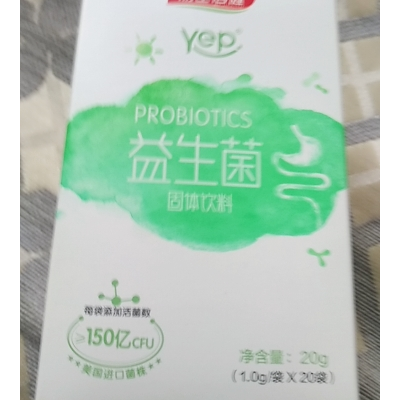 Yep
PROBIOTICS
益生菌
固体饮料
每袋添加活菌数
≥150亿CFU
美国进口菌株
净含量：20g
(1.0g/袋X20袋)